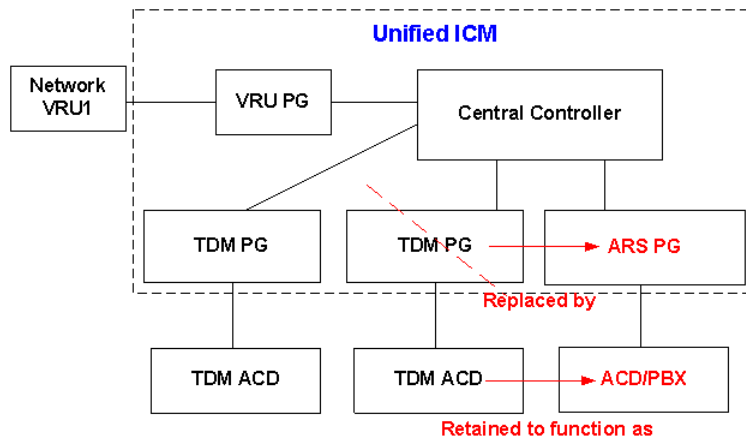 Unified ICM
Network
VRU1
VRU PG
Central Controller
TDM PG
TDM PG
ARS PG
Replaced by
TDM ACD
TDM ACD
ACD/PBX
Retained to function as